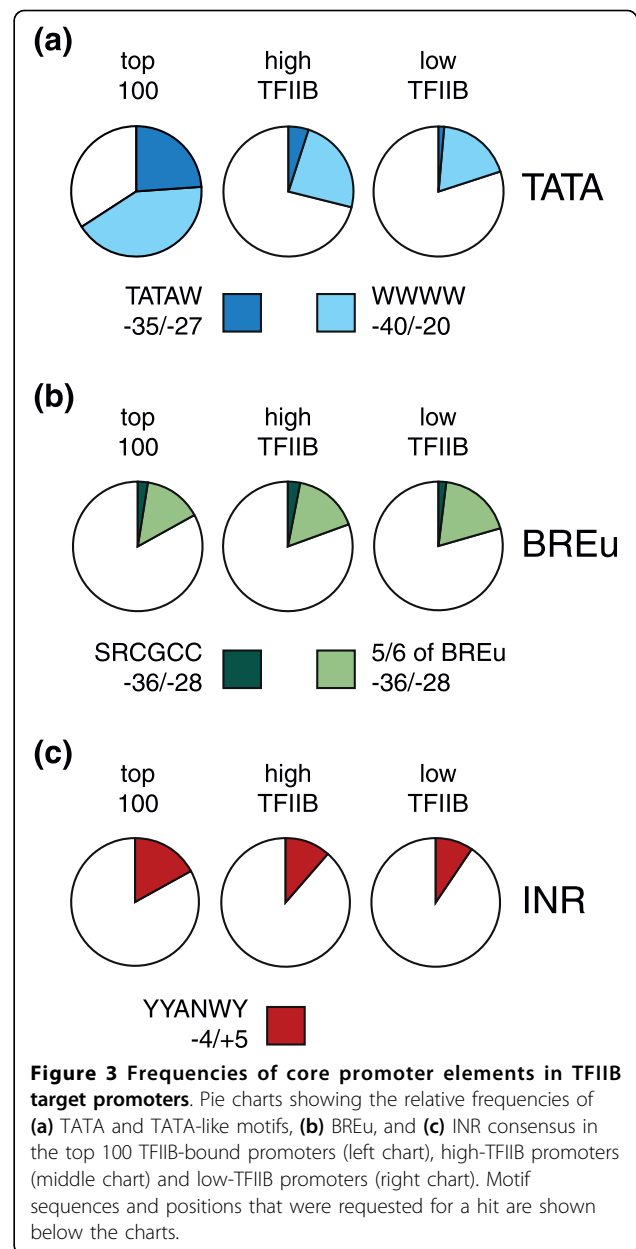 (a)
top
100
high
TFIIB
low
TFIIB
TATA
TATAW
-35/-27
WWWW
-40/-20
(b)
top
100
high
TFIIB
low
TFIIB
BREu
SRCGCC
-36/-28
5/6 of BREu
-36/-28
(c)
top
100
high
TFIIB
low
TFIIB
INR
YYANWY
-4/+5
Figure 3 Frequencies of core promoter elements in TFIIB
target promoters. Pie charts showing the relative frequencies of
(a) TATA and TATA-like motifs, (b) BREu, and (c) INR consensus in
the top 100 TFIIB-bound promoters (left chart), high-TFIIB promoters
(middle chart) and low-TFIIB promoters (right chart). Motif
sequences and positions that were requested for a hit are shown
below the charts.